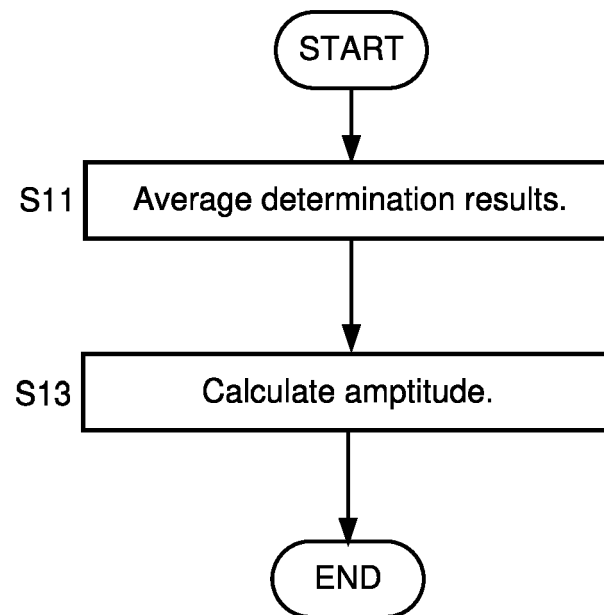 START
S11 Average determination results.
S13 Calculate amptitude.
END